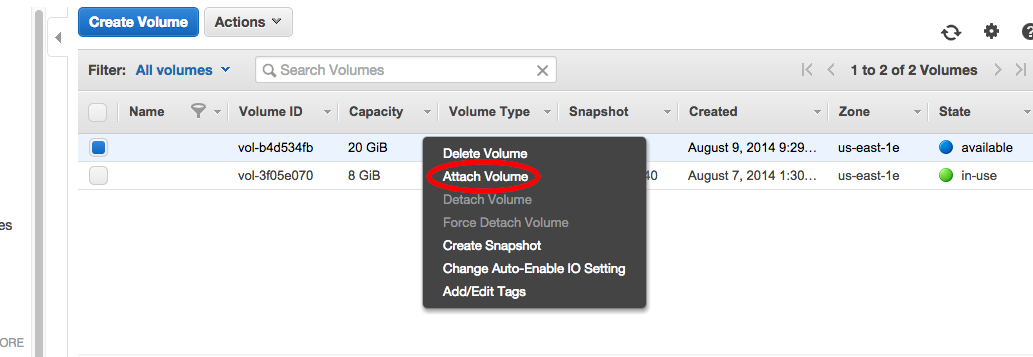 Create Volume Actions
Filter: All volumes Search Volumes 1 to 2 of 2 Volumes
Name Volume ID Capacity Volume Type Snapshot Created Zone State
vol-b4d534fb 20 GiB August 9, 2014 9:29... us-east-1e available
vol-3f05e070 8 GiB 40 August 7, 2014 1:30... us-east-1e in-use
Delete Volume
Attach Volume
Detach Volume
Force Detach Volume
Create Snapshot
Change Auto-Enable IO Setting
Add/Edit Tags
es
ORE